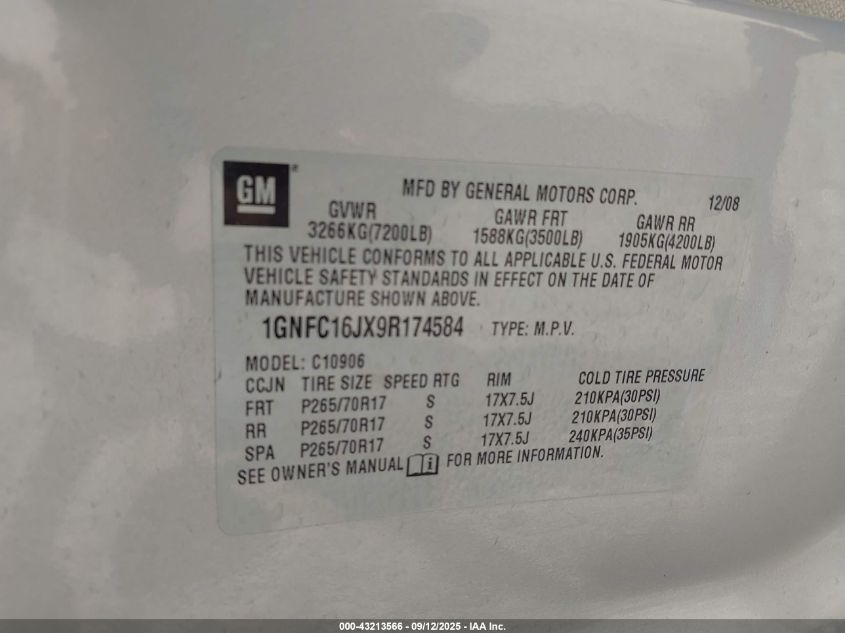 GM ®
MFD BY GENERAL MOTORS CORP. 12/08
GVWR GAWR FRT GAWR RR
3266KG(7200LB) 1588KG(3500LB) 1905KG(4200LB)
THIS VEHICLE CONFORMS TO ALL APPLICABLE U.S. FEDERAL MOTOR
VEHICLE SAFETY STANDARDS IN EFFECT ON THE DATE OF
MANUFACTURE SHOWN ABOVE.
1GNFC16JX9R174584 TYPE: M.P.V.
MODEL: C10906
CCJN TIRE SIZE SPEED RTG RIM COLD TIRE PRESSURE
FRT P265/70R17 S 17X7.5J 210KPA(30PSI)
RR P265/70R17 S 17X7.5J 210KPA(30PSI)
SPA P265/70R17 S 17X7.5J 240KPA(35PSI)
SEE OWNER'S MANUAL i FOR MORE INFORMATION.
000-43213566 - 09/12/2025 - IAA Inc.